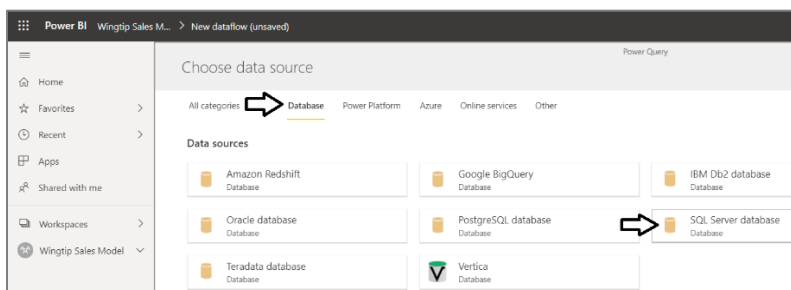 Power BI Wingtip Sales M... > New dataflow (unsaved)
Power Query
Choose data source
Home
Favorites
Recent
Apps
Shared with me
Workspaces
Wingtip Sales Model
All categories Database Power Platform Azure Online services Other
Data sources
Amazon Redshift
Database
Google BigQuery
Database
IBM Db2 database
Database
Oracle database
Database
PostgreSQL database
Database
SQL Server database
Database
Teradata database
Database
Vertica
Database